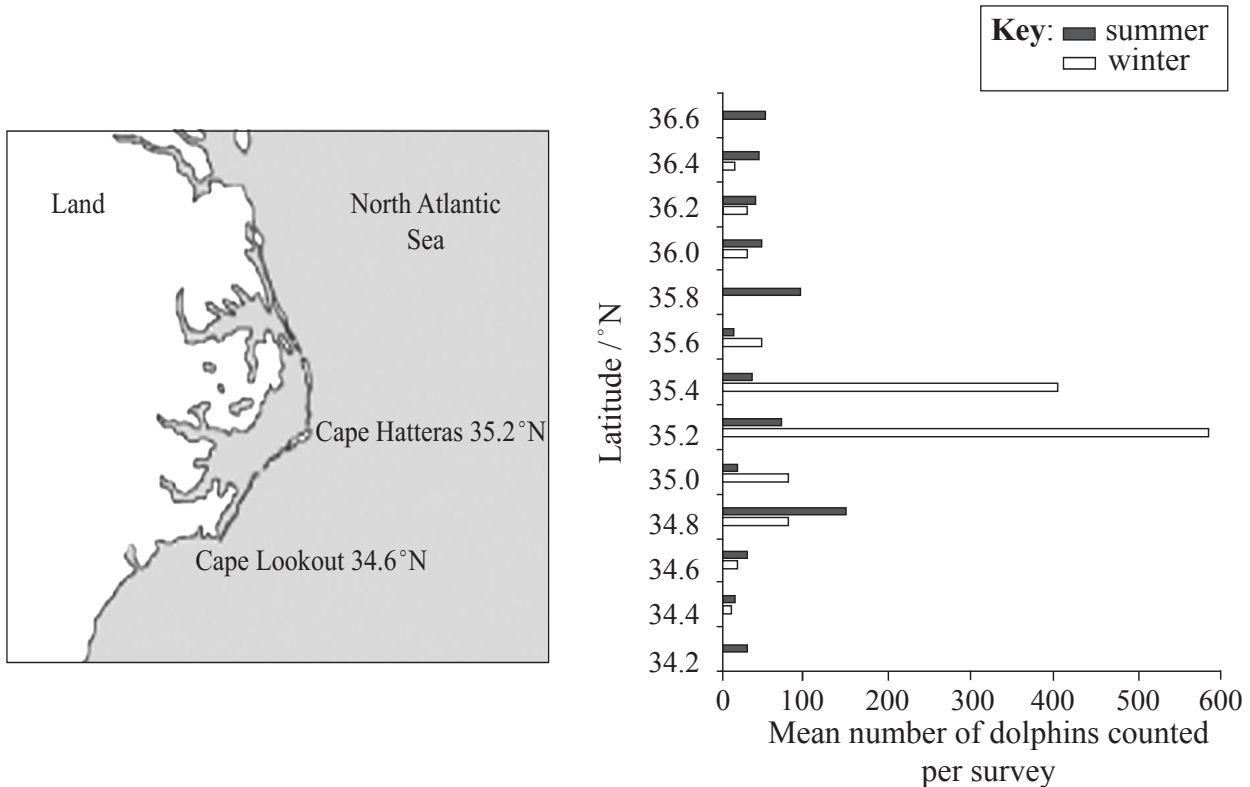 Key: summer
winter
Land
North Atlantic
Sea
Cape Hatteras 35.2°N
Cape Lookout 34.6°N
Latitude / °N
36.6
36.4
36.2
36.0
35.8
35.6
35.4
35.2
35.0
34.8
34.6
34.4
34.2
0 100 200 300 400 500 600
Mean number of dolphins counted
per survey